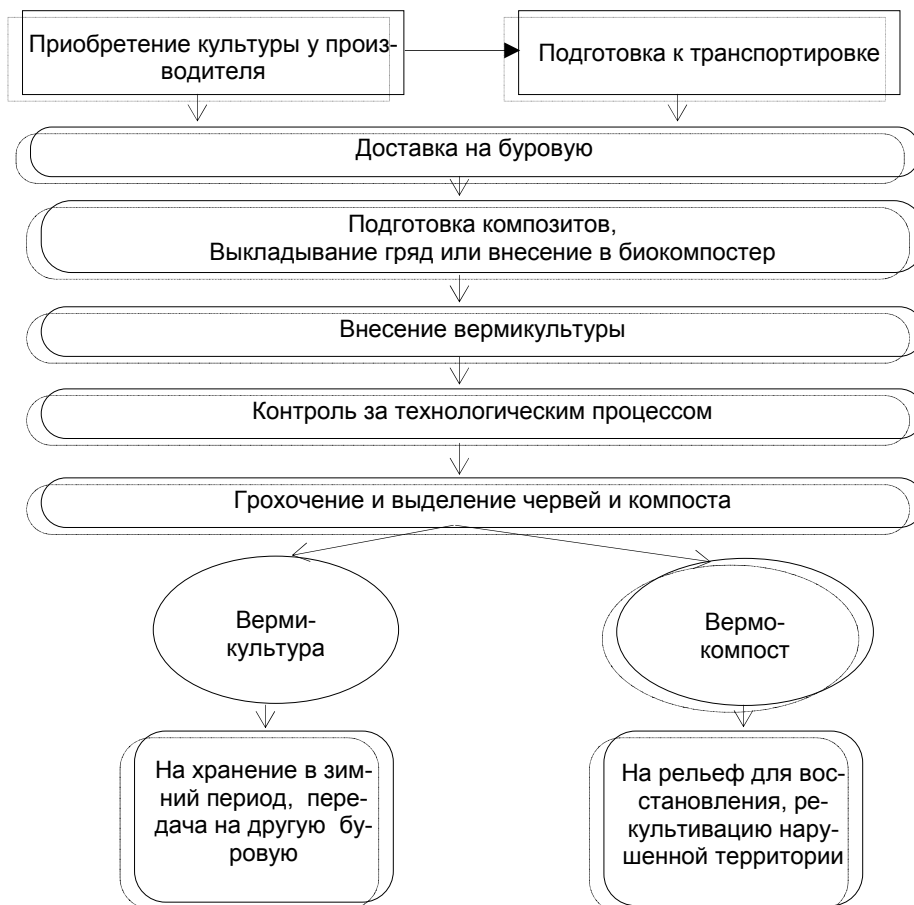 Приобретение культуры у произ-
водителя
Подготовка к транспортировке
Доставка на буровую
Подготовка композитов,
Выкладывание гряд или внесение в биокомпостер
Внесение вермикультуры
Контроль за технологическим процессом
Грохочение и выделение червей и компоста
Верми-
культура
Вермо-
компост
На хранение в зим-
ний период, пере-
дача на другую бу-
ровую
На рельеф для вос-
становления, ре-
культивацию нару-
шенной территории